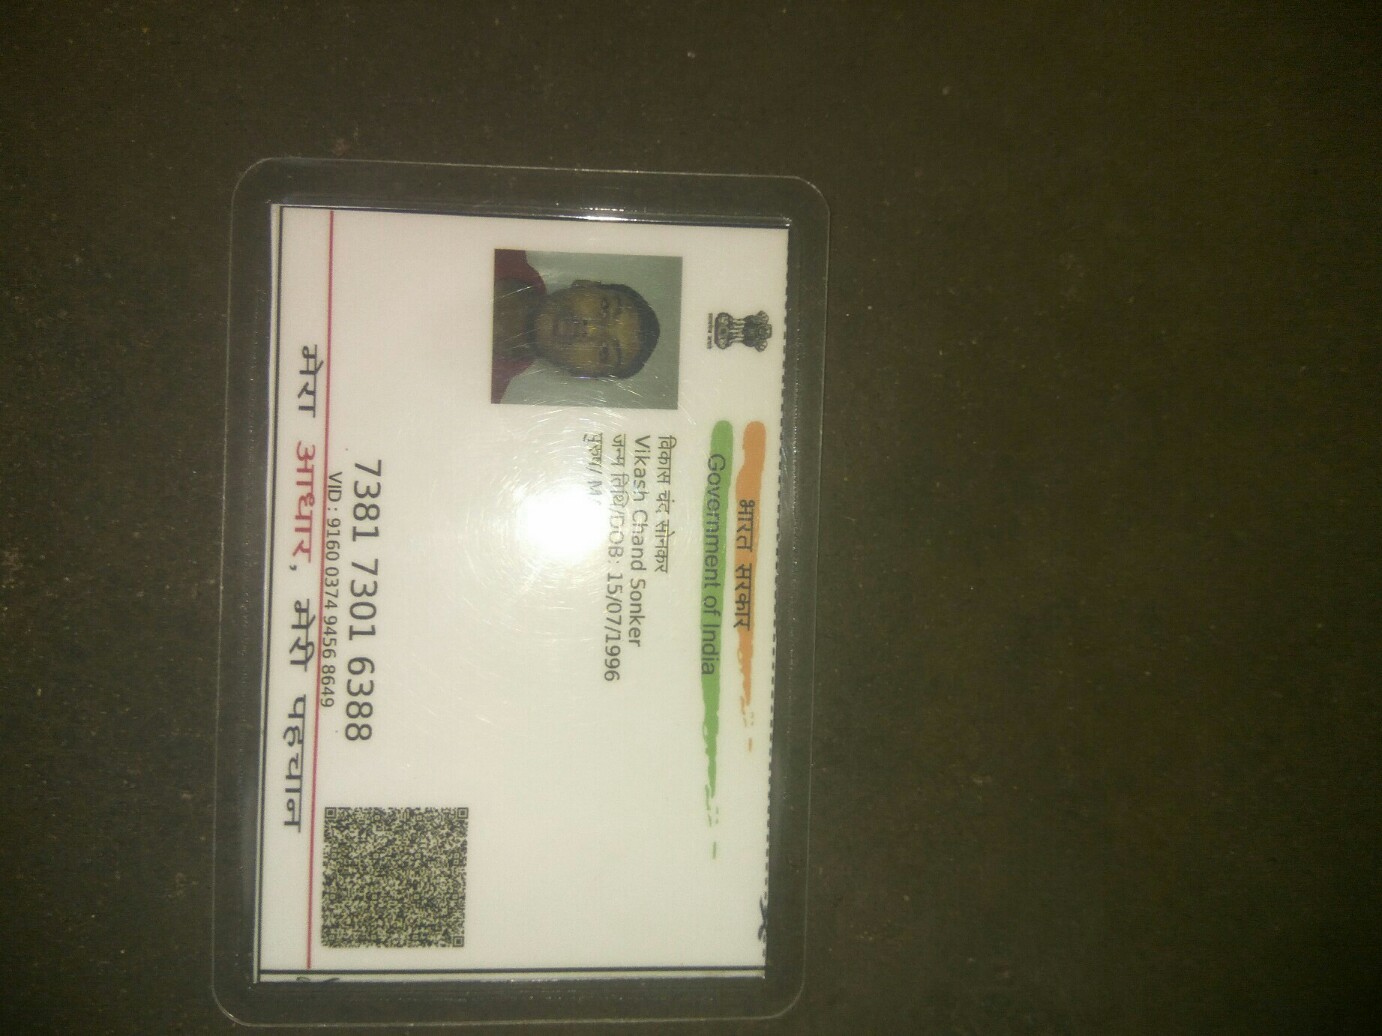 भारत सरकार
Government of India
विकास चंद सोनकर
Vikash Chand Sonker
जन्म तिथि/DOB: 15/07/1996
पुरुष/ M
7381 7301 6388
VID : 9160 0374 9456 8649
मेरा आधार, मेरी पहचान